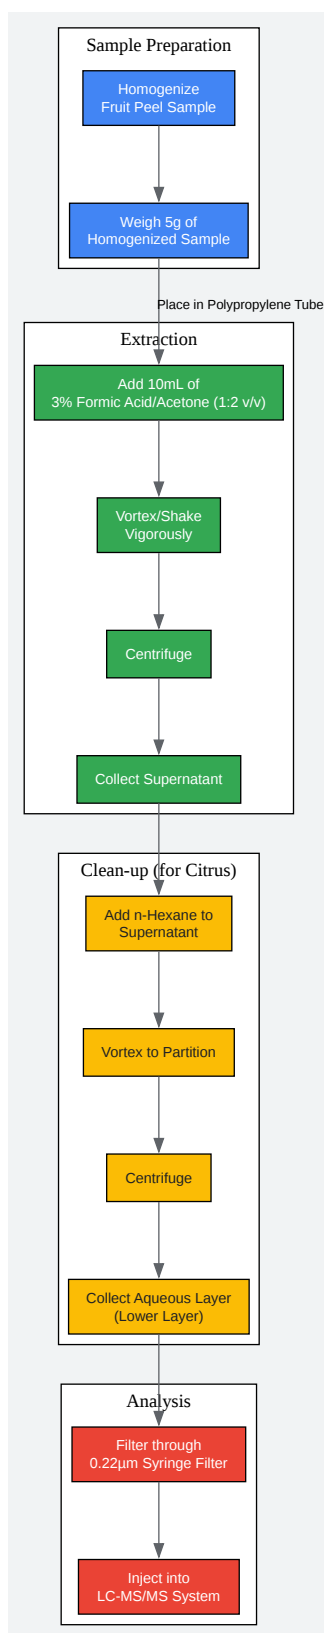 Sample Preparation
Homogenize
Fruit Peel Sample
Weigh 5g of
Homogenized Sample
Place in Polypropylene Tube
Extraction
Add 10mL of
3% Formic Acid/Acetone (1:2 v/v)
Vortex/Shake
Vigorously
Centrifuge
Collect Supernatant
Clean-up (for Citrus)
Add n-Hexane to
Supernatant
Vortex to Partition
Centrifuge
Collect Aqueous Layer
(Lower Layer)
Analysis
Filter through
0.22µm Syringe Filter
Inject into
LC-MS/MS System